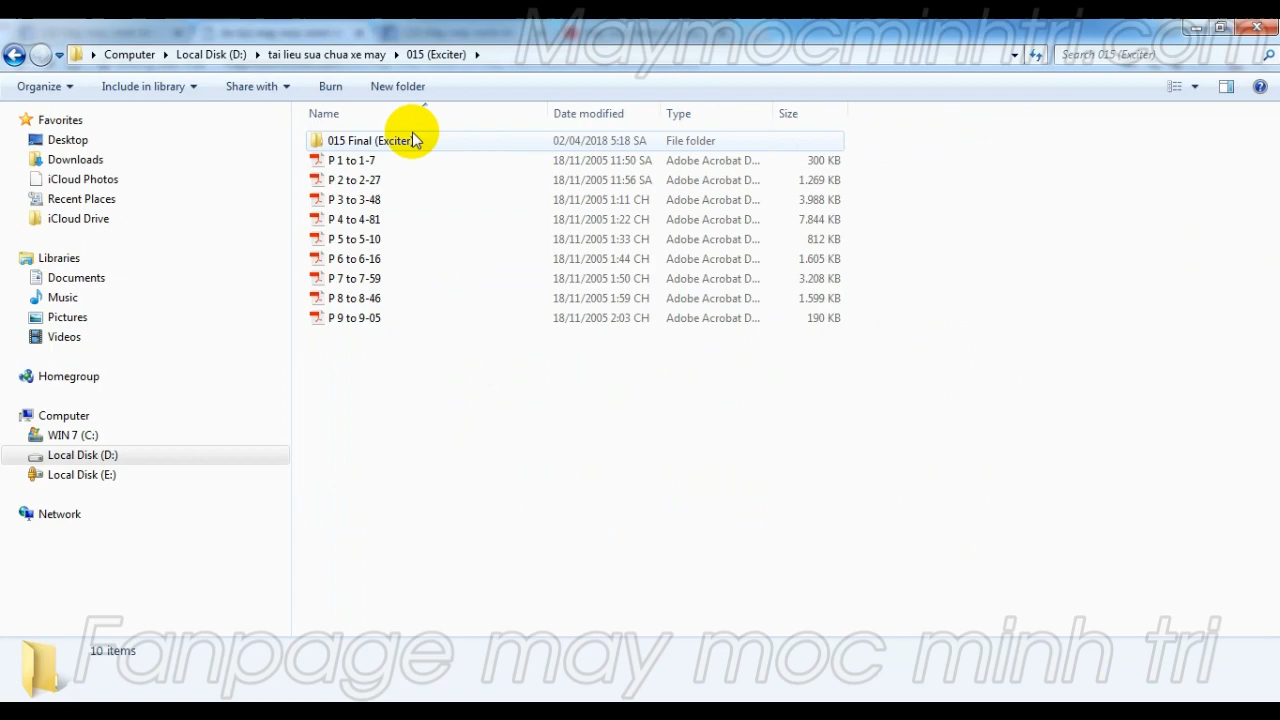 Maymocminhtri.com
Computer Local Disk (D:) tai lieu sua chua xe may 015 (Exciter) Search 015 (Exciter)
Organize Include in library Share with Burn New folder
Name Date modified Type Size
Favorites
Desktop
Downloads
iCloud Photos
Recent Places
iCloud Drive
Libraries
Documents
Music
Pictures
Videos
Homegroup
Computer
WIN 7 (C:)
Local Disk (D:)
Local Disk (E:)
Network
015 Final (Exciter) 02/04/2018 5:18 SA File folder
P 1 to 1-7 18/11/2005 11:50 SA Adobe Acrobat D... 300 KB
P 2 to 2-27 18/11/2005 11:56 SA Adobe Acrobat D... 1.269 KB
P 3 to 3-48 18/11/2005 1:11 CH Adobe Acrobat D... 3.988 KB
P 4 to 4-81 18/11/2005 1:22 CH Adobe Acrobat D... 7.844 KB
P 5 to 5-10 18/11/2005 1:33 CH Adobe Acrobat D... 812 KB
P 6 to 6-16 18/11/2005 1:44 CH Adobe Acrobat D... 1.605 KB
P 7 to 7-59 18/11/2005 1:50 CH Adobe Acrobat D... 3.208 KB
P 8 to 8-46 18/11/2005 1:59 CH Adobe Acrobat D... 1.599 KB
P 9 to 9-05 18/11/2005 2:03 CH Adobe Acrobat D... 190 KB
10 items
Fanpage may moc minh tri